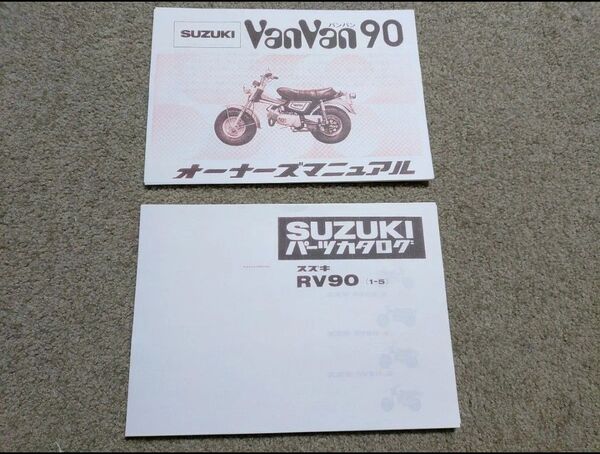 SUZUKI
VanVan 90
バンバン
オーナーズマニュアル
SUZUKI
パーツカタログ
スズキ
RV90 (1-5)